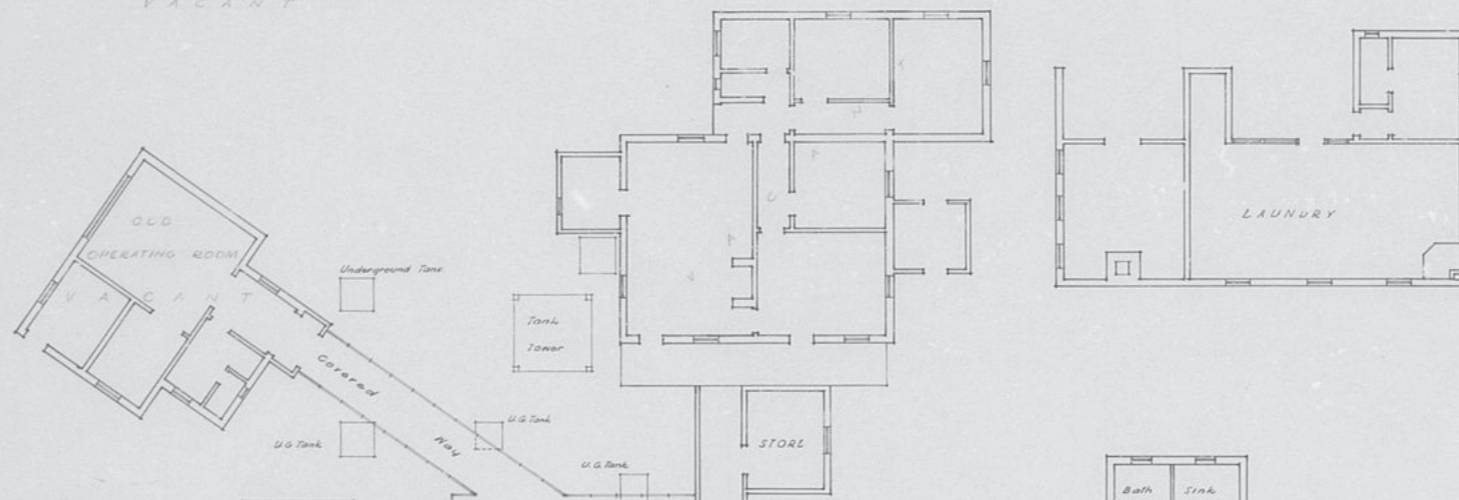 VACANT
OLD
OPERATING ROOM
VACANT
Underground Tank
Tank
Tower
Covered
Way
U.G Tank
U.G. Tank
U.G. Tank
STORE
LAUNDRY
Bath
Sink